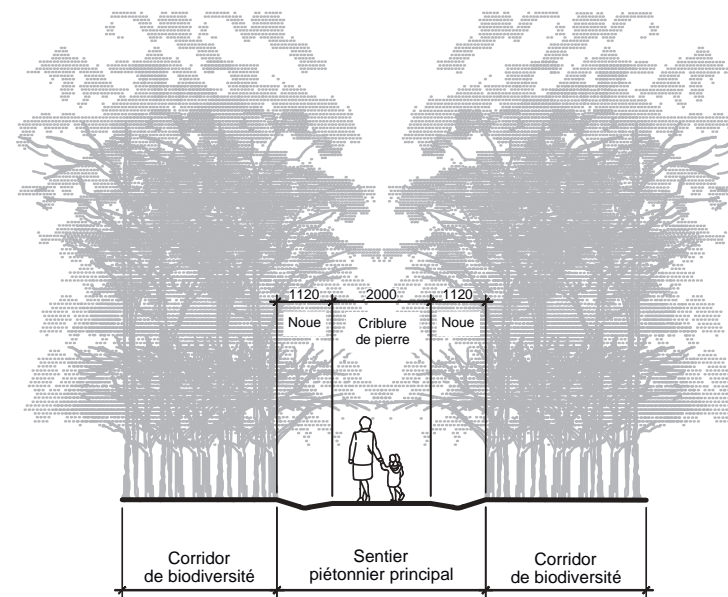 1120 2000 1120
Noue Criblure Noue
de pierre
Corridor Sentier Corridor
de biodiversité piétonnier principal de biodiversité